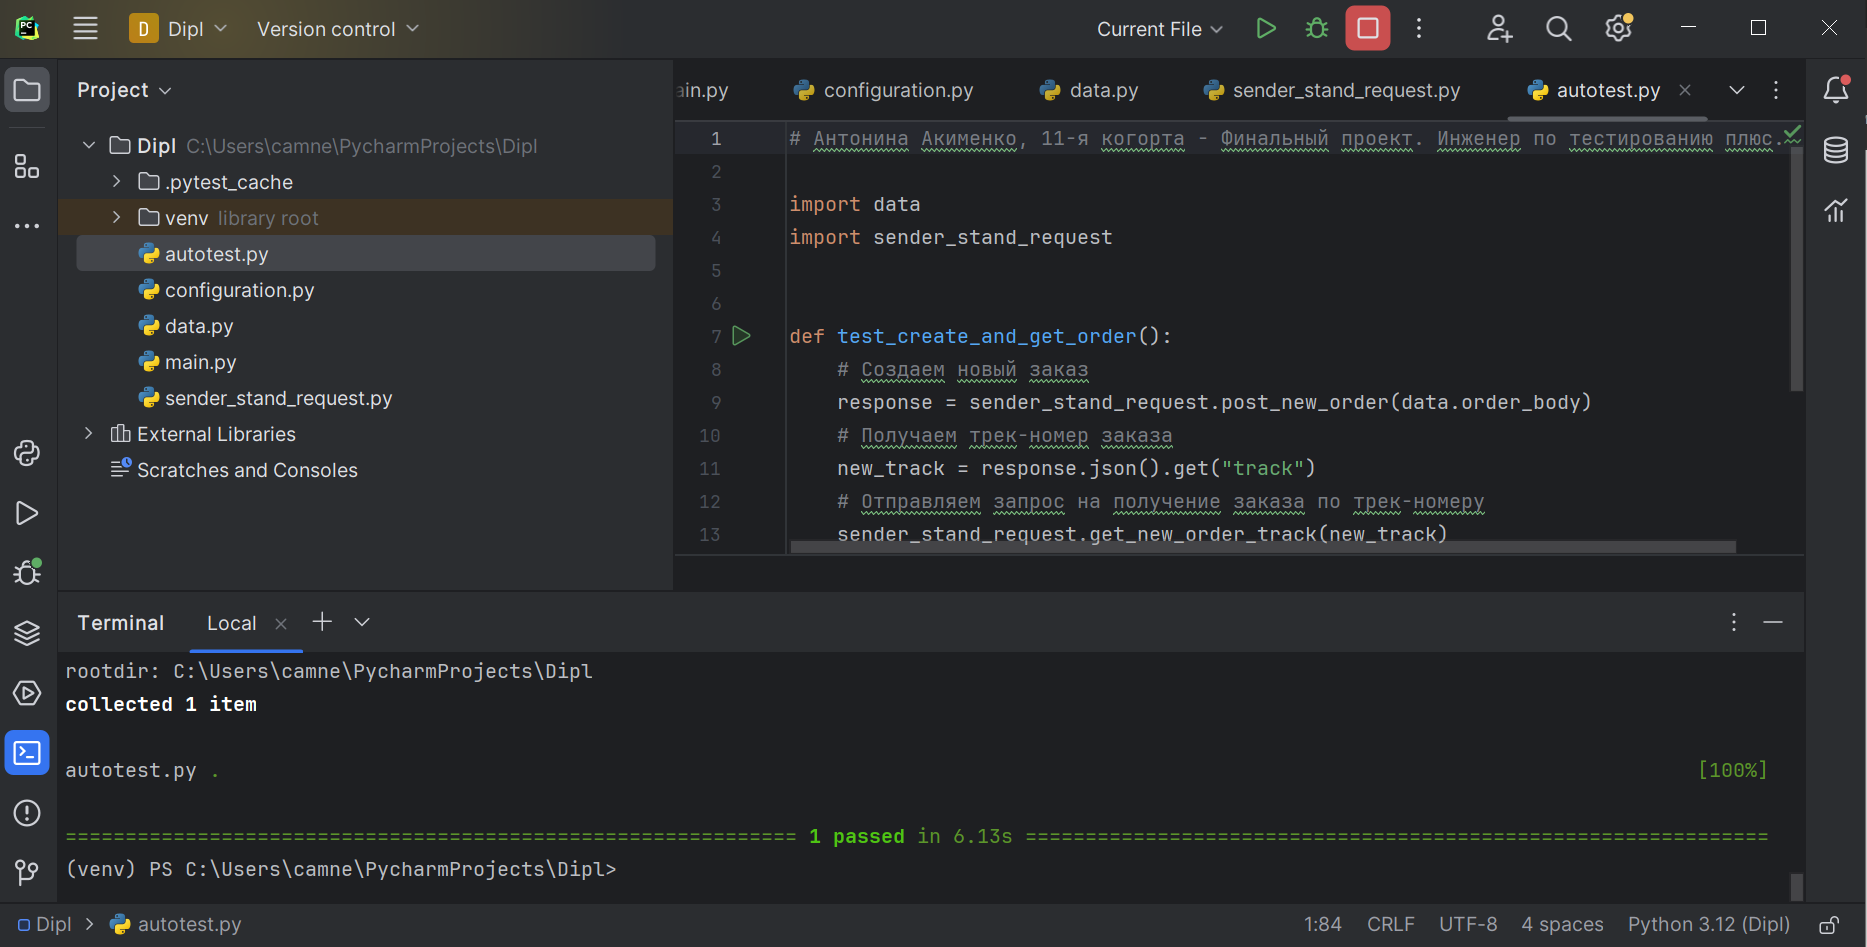 PC
D Dipl Version control Current File
Project
ain.py configuration.py data.py sender_stand_request.py autotest.py
Dipl C:\Users\camne\PycharmProjects\Dipl
.pytest_cache
venv library root
autotest.py
configuration.py
data.py
main.py
sender_stand_request.py
External Libraries
Scratches and Consoles
1 # Антонина Акименко, 11-я когорта - Финальный проект. Инженер по тестированию плюс.
2
3 import data
4 import sender_stand_request
5
6
7 def test_create_and_get_order():
8 # Создаем новый заказ
9 response = sender_stand_request.post_new_order(data.order_body)
10 # Получаем трек-номер заказа
11 new_track = response.json().get("track")
12 # Отправляем запрос на получение заказа по трек-номеру
13 sender_stand_request.get_new_order_track(new_track)
Terminal Local
rootdir: C:\Users\camne\PycharmProjects\Dipl
collected 1 item
autotest.py . [100%]
============================================================= 1 passed in 6.13s ==============================================================
(venv) PS C:\Users\camne\PycharmProjects\Dipl>
Dipl > autotest.py 1:84 CRLF UTF-8 4 spaces Python 3.12 (Dipl)